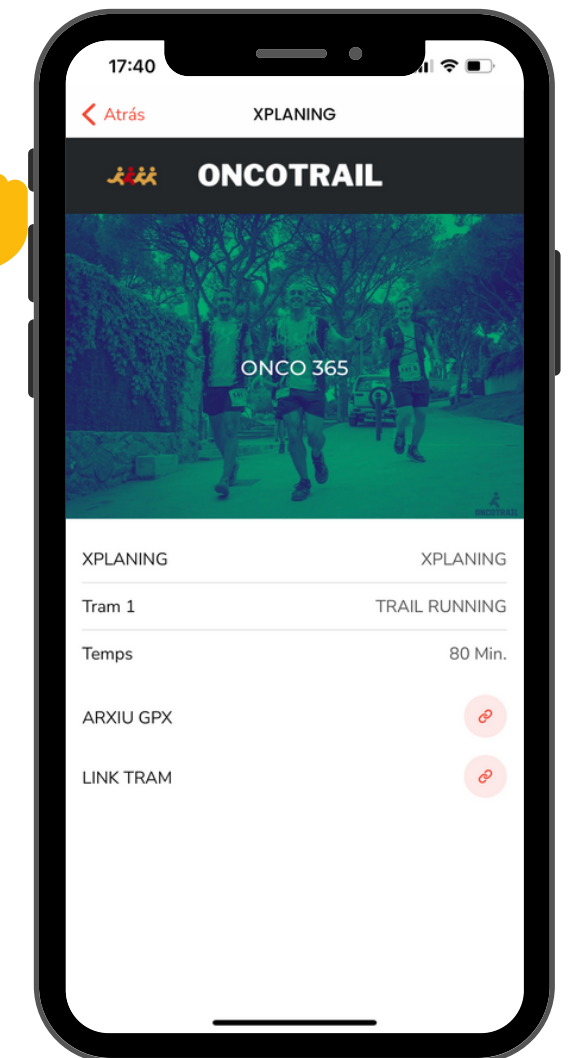 17:40
Atrás
XPLANING
ONCOTRAIL
ONCO 365
ONCOTRAIL
XPLANING XPLANING
Tram 1 TRAIL RUNNING
Temps 80 Min.
ARXIU GPX
LINK TRAM